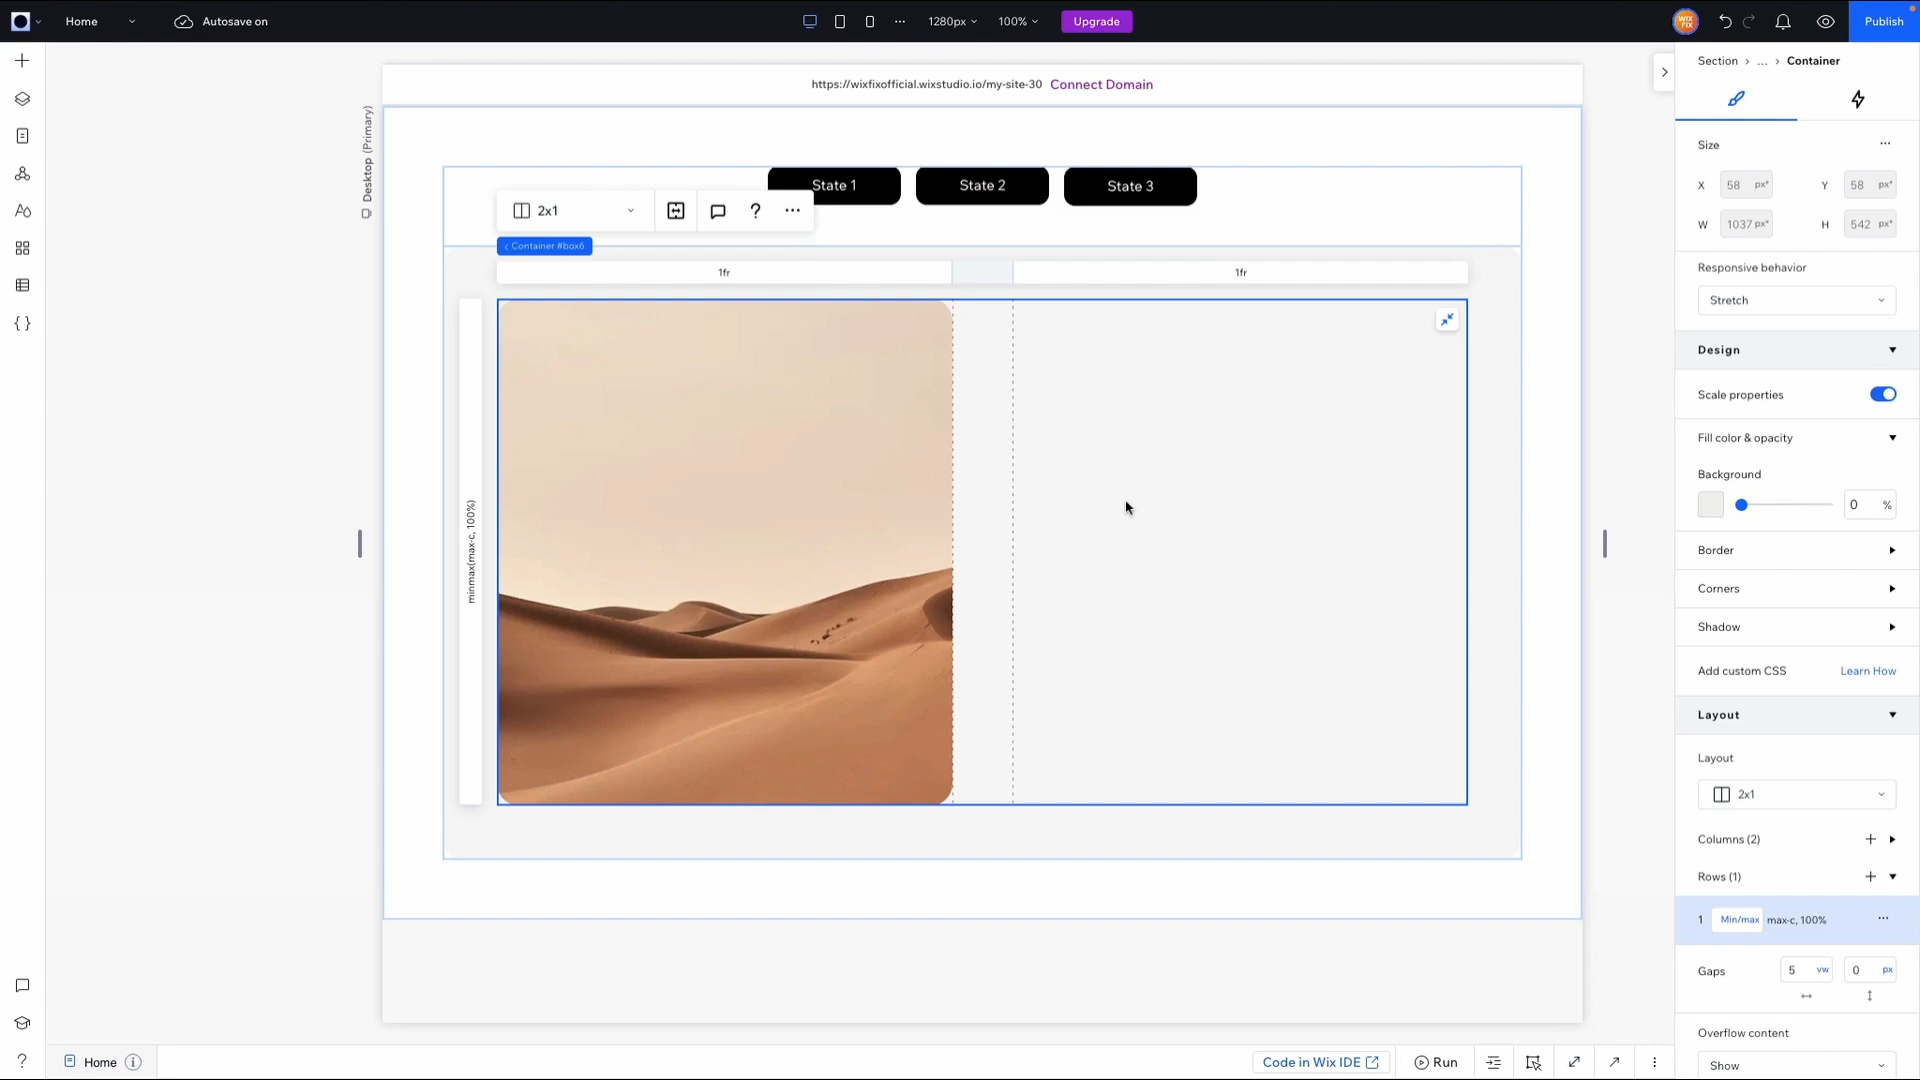 Home
Autosave on
1280px
100%
Upgrade
WIX
FIX
Publish
https://wixfixofficial.wixstudio.io/my-site-30 Connect Domain
Desktop (Primary)
State 1
State 2
State 3
2x1
?
Container #box6
1fr
1fr
minmax(max-c, 100%)
Section > ... > Container
Size
X 58 px*
Y 58 px*
W 1037 px*
H 542 px*
Responsive behavior
Stretch
Design
Scale properties
Fill color & opacity
Background
0 %
Border
Corners
Shadow
Add custom CSS Learn How
Layout
Layout
2x1
Columns (2)
Rows (1)
1 Min/max max-c, 100%
Gaps 5 vw 0 px
Overflow content
Show
?
Home
Code in Wix IDE
Run